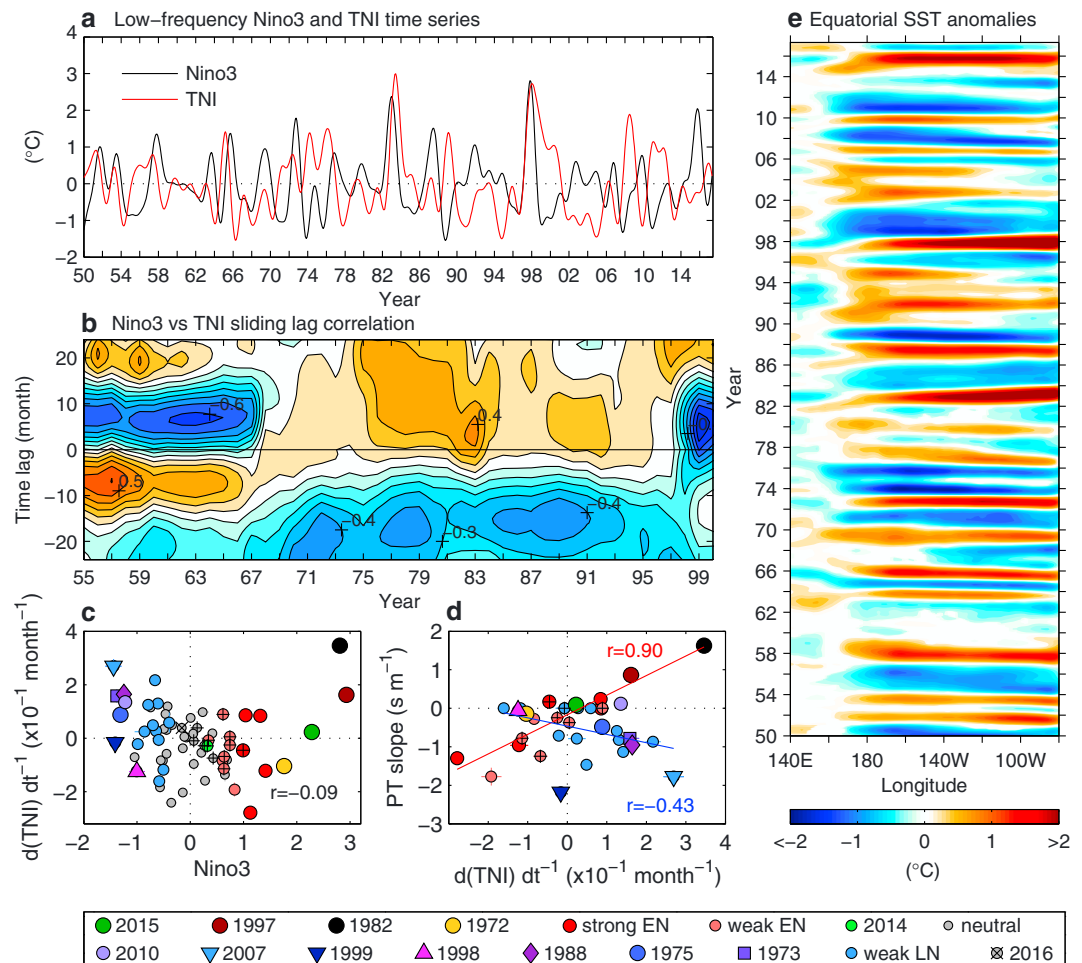 a Low−frequency Nino3 and TNI time series
4
3
2
1
0
−1
−2
(°C)
Nino3
TNI
50 54 58 62 66 70 74 78 82 86 90 94 98 02 06 10 14
Year
b Nino3 vs TNI sliding lag correlation
20
10
0
−10
−20
Time lag (month)
−0.6
0.5
−0.4
−0.3
0.4
−0.4
55 59 63 67 71 75 79 83 87 91 95 99
Year
c
4
2
0
−2
d(TNI) dt⁻¹ (x10⁻¹ month⁻¹)
r=−0.09
−2 −1 0 1 2 3
Nino3
d
2
1
0
−1
−2
−3
PT slope (s m⁻¹)
r=0.90
r=−0.43
−3 −2 −1 0 1 2 3 4
d(TNI) dt⁻¹ (x10⁻¹ month⁻¹)
e Equatorial SST anomalies
14
10
06
02
98
94
90
86
82
78
74
70
66
62
58
54
50
Year
140E 180 140W 100W
Longitude
<−2 −1 0 1 >2
(°C)
2015 1997 1982 1972 strong EN weak EN 2014 neutral
2010 2007 1999 1998 1988 1975 1973 weak LN 2016